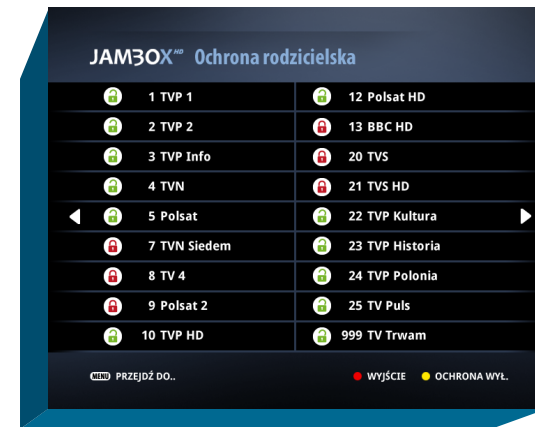 JAMBOX HD Ochrona rodzicielska
1 TVP 1
2 TVP 2
3 TVP Info
4 TVN
5 Polsat
7 TVN Siedem
8 TV 4
9 Polsat 2
10 TVP HD
12 Polsat HD
13 BBC HD
20 TVS
21 TVS HD
22 TVP Kultura
23 TVP Historia
24 TVP Polonia
25 TV Puls
999 TV Trwam
MENU PRZEJDŹ DO..
WYJŚCIE
OCHRONA WYŁ.